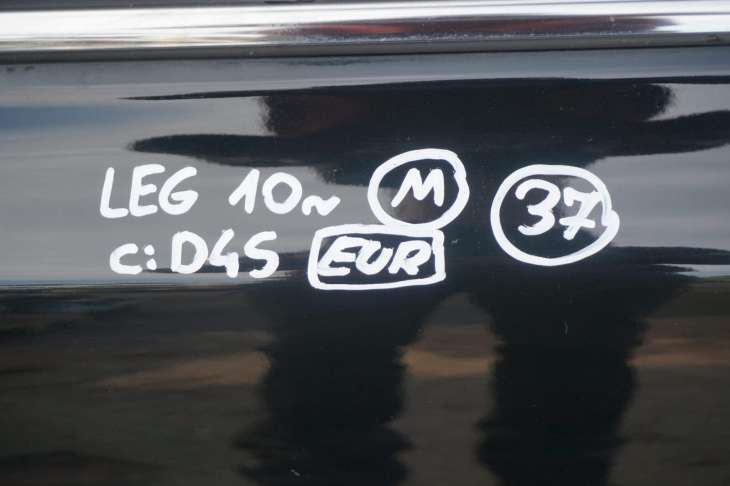 LEG 10~ M 37
C:D4S EUR